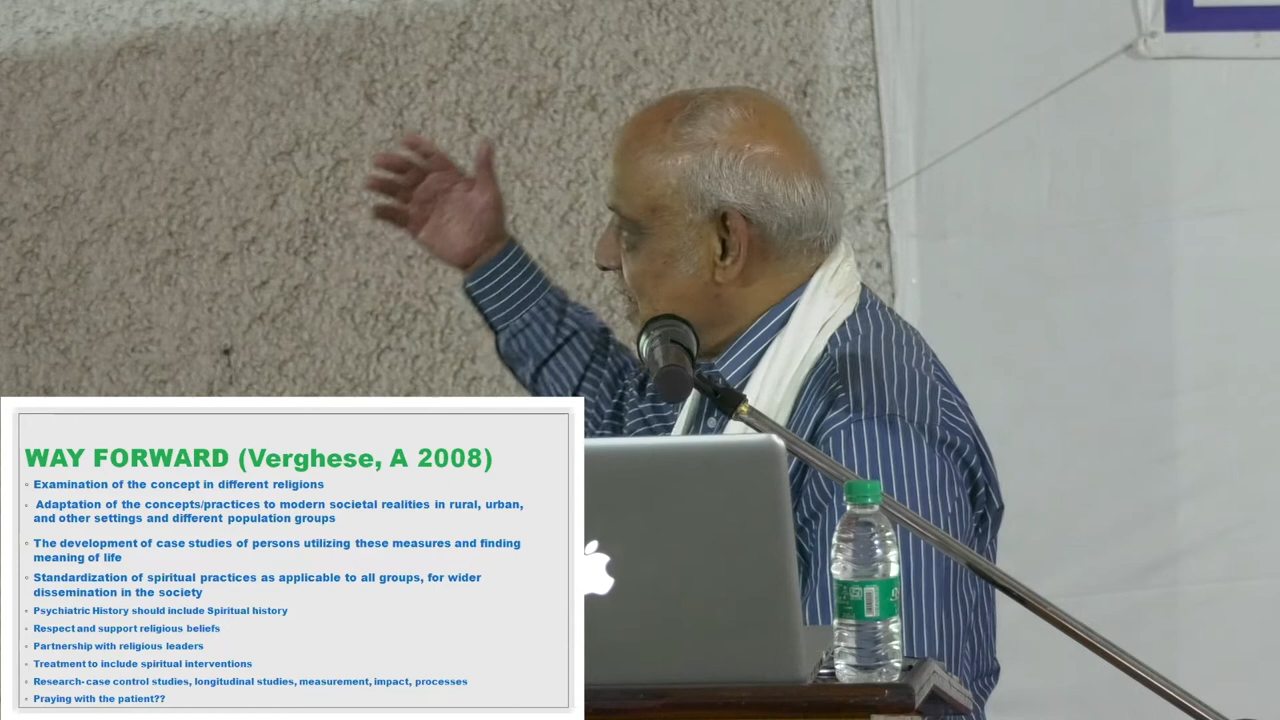 WAY FORWARD (Verghese, A 2008)
Examination of the concept in different religions
Adaptation of the concepts/practices to modern societal realities in rural, urban,
and other settings and different population groups
The development of case studies of persons utilizing these measures and finding
meaning of life
Standardization of spiritual practices as applicable to all groups, for wider
dissemination in the society
Psychiatric History should include Spiritual history
Respect and support religious beliefs
Partnership with religious leaders
Treatment to include spiritual interventions
Research- case control studies, longitudinal studies, measurement, impact, processes
Praying with the patient??